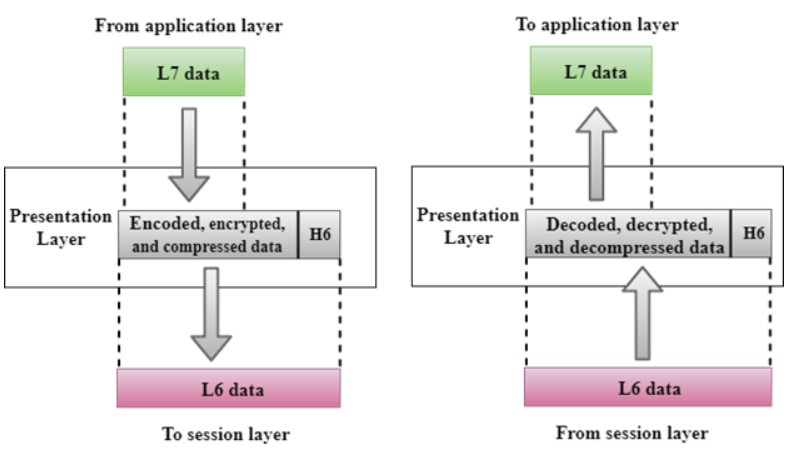 From application layer
L7 data
Presentation
Layer
Encoded, encrypted,
and compressed data
H6
L6 data
To session layer
To application layer
L7 data
Presentation
Layer
Decoded, decrypted,
and decompressed data
H6
L6 data
From session layer